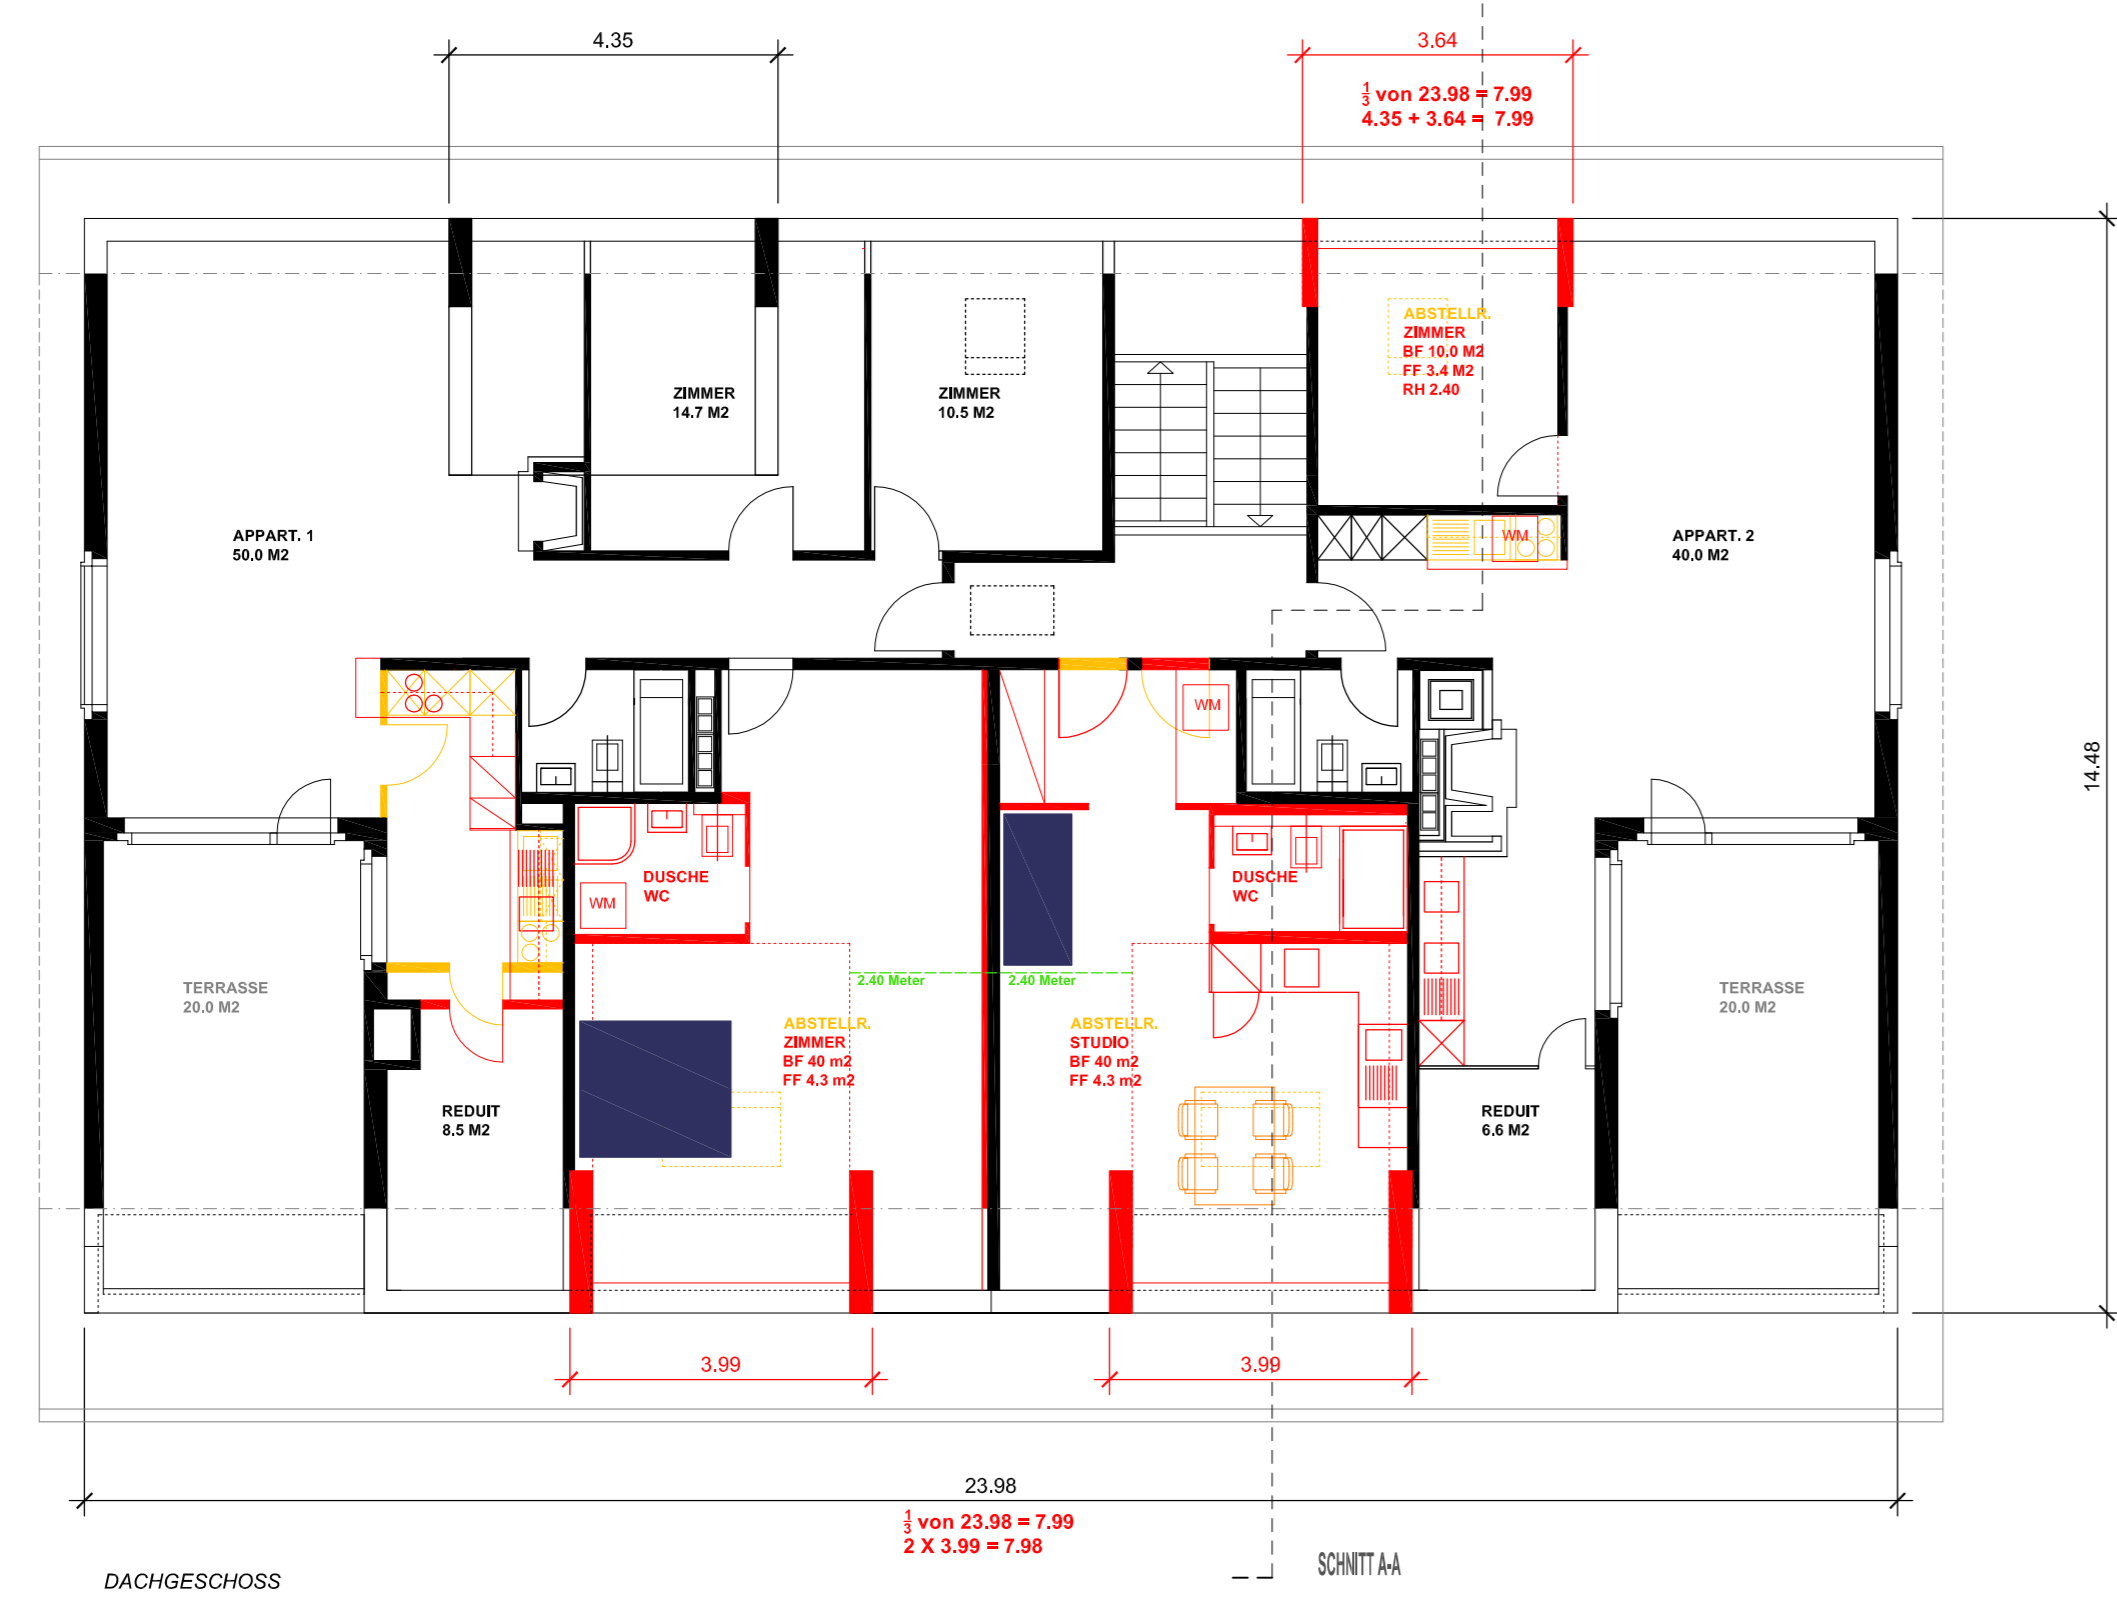 4.35
3.64
1/3 von 23.98 = 7.99
4.35 + 3.64 = 7.99
ABSTELLR.
ZIMMER
BF 10.0 M2
FF 3.4 M2
RH 2.40
ZIMMER
14.7 M2
ZIMMER
10.5 M2
APPART. 1
50.0 M2
WM
APPART. 2
40.0 M2
WM
14.48
DUSCHE
WC
WM
DUSCHE
WC
2.40 Meter
2.40 Meter
TERRASSE
20.0 M2
TERRASSE
20.0 M2
ABSTELLR.
ZIMMER
BF 40 m2
FF 4.3 m2
ABSTELLR.
STUDIO
BF 40 m2
FF 4.3 m2
REDUIT
8.5 M2
REDUIT
6.6 M2
3.99
3.99
23.98
1/3 von 23.98 = 7.99
2 X 3.99 = 7.98
SCHNITT A-A
DACHGESCHOSS